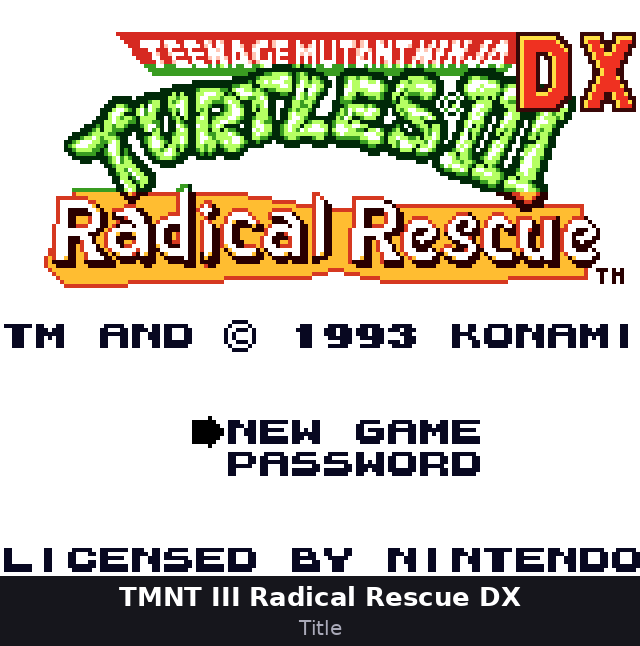 TEENAGE MUTANT NINJA
DX
TURTLES III
Radical Rescue
TM
TM AND © 1993 KONAMI
NEW GAME
PASSWORD
LICENSED BY NINTENDO
TMNT III Radical Rescue DX
Title